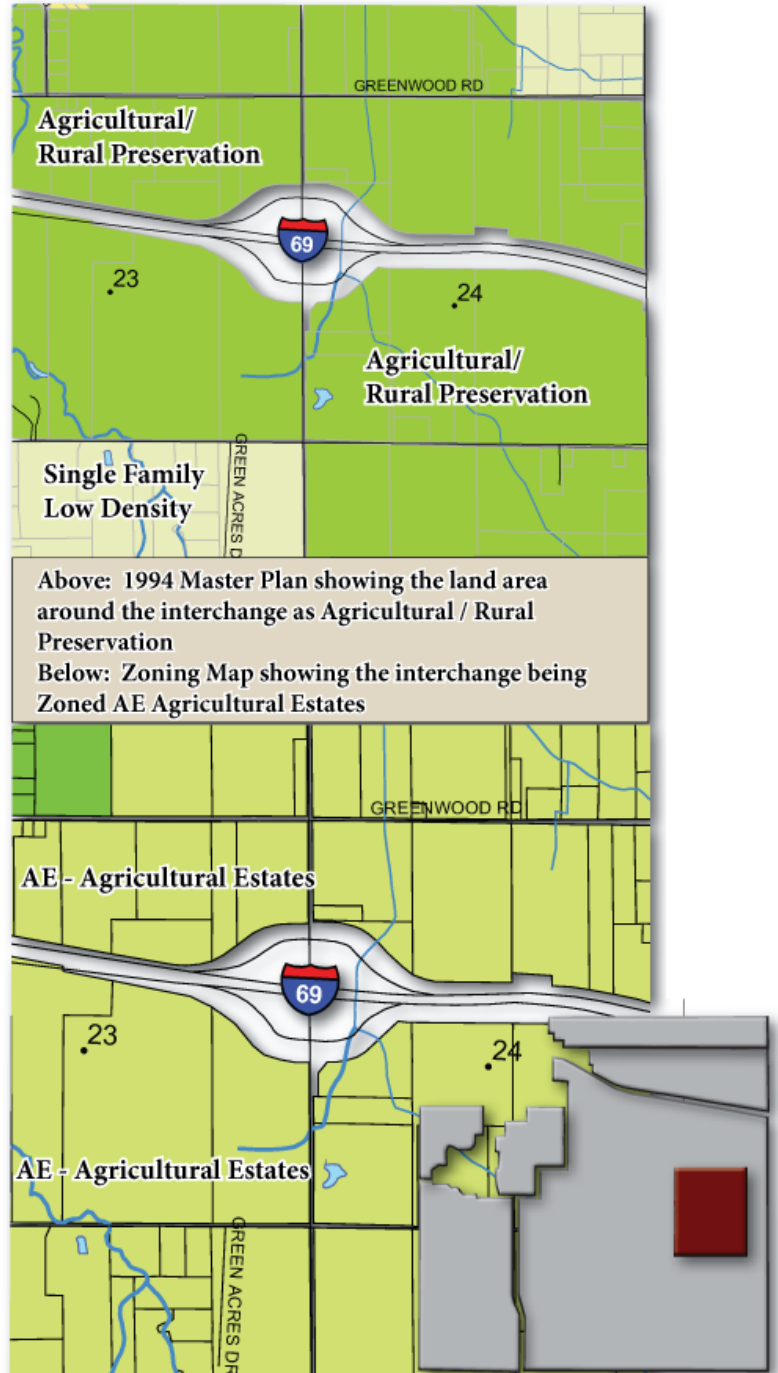 GREENWOOD RD
Agricultural/
Rural Preservation
69
23
24
Agricultural/
Rural Preservation
Single Family
Low Density
GREEN ACRES D
Above: 1994 Master Plan showing the land area
around the interchange as Agricultural / Rural
Preservation
Below: Zoning Map showing the interchange being
Zoned AE Agricultural Estates
GREENWOOD RD
AE - Agricultural Estates
69
23
24
AE - Agricultural Estates
GREEN ACRES DR